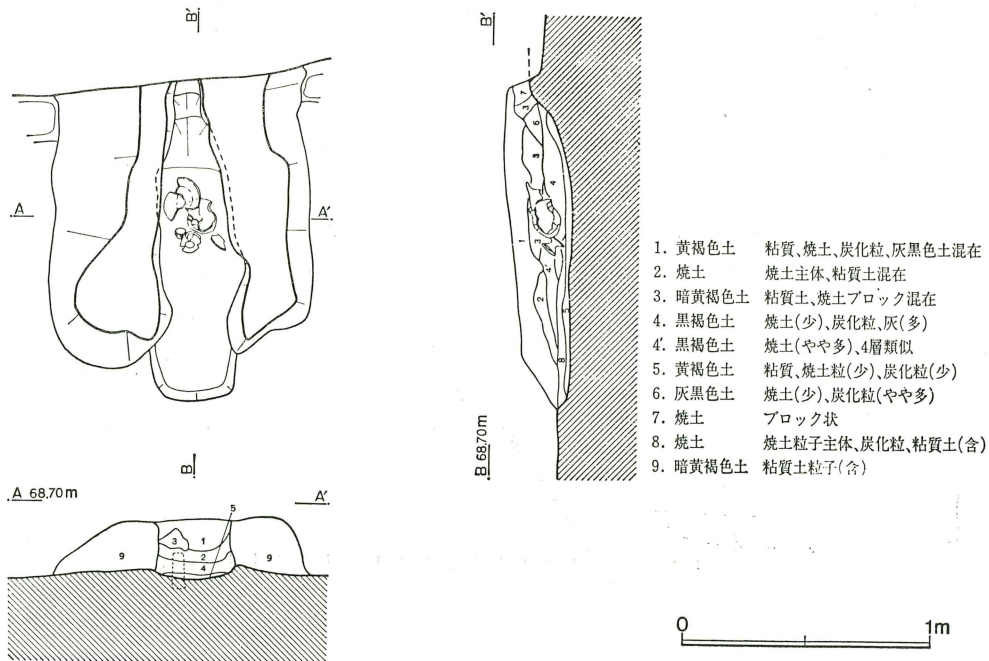 B'
B'
7
3
6
3
4
1
3
4'
2
5
8
A
A'
1. 黄褐色土 粘質、焼土、炭化粒、灰黒色土混在
2. 焼土 焼土主体、粘質土混在
3. 暗黄褐色土 粘質土、焼土ブロック混在
4. 黒褐色土 焼土(少)、炭化粒、灰(多)
4'. 黒褐色土 焼土(やや多)、4層類似
5. 黄褐色土 粘質、焼土粒(少)、炭化粒(少)
6. 灰黒色土 焼土(少)、炭化粒(やや多)
7. 焼土 ブロック状
8. 焼土 焼土粒子主体、炭化粒、粘質土(含)
9. 暗黄褐色土 粘質土粒子(含)
B
B 68.70m
A 68.70m
A'
5
3
1
2
4
9
9
0
1m